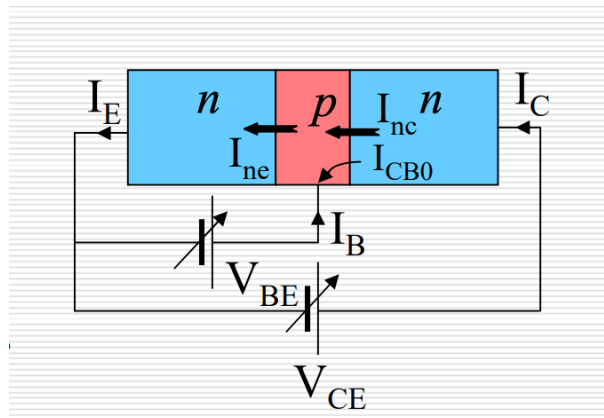 I_E n p n I_C
I_nc
I_ne I_CB0
I_B
V_BE
V_CE